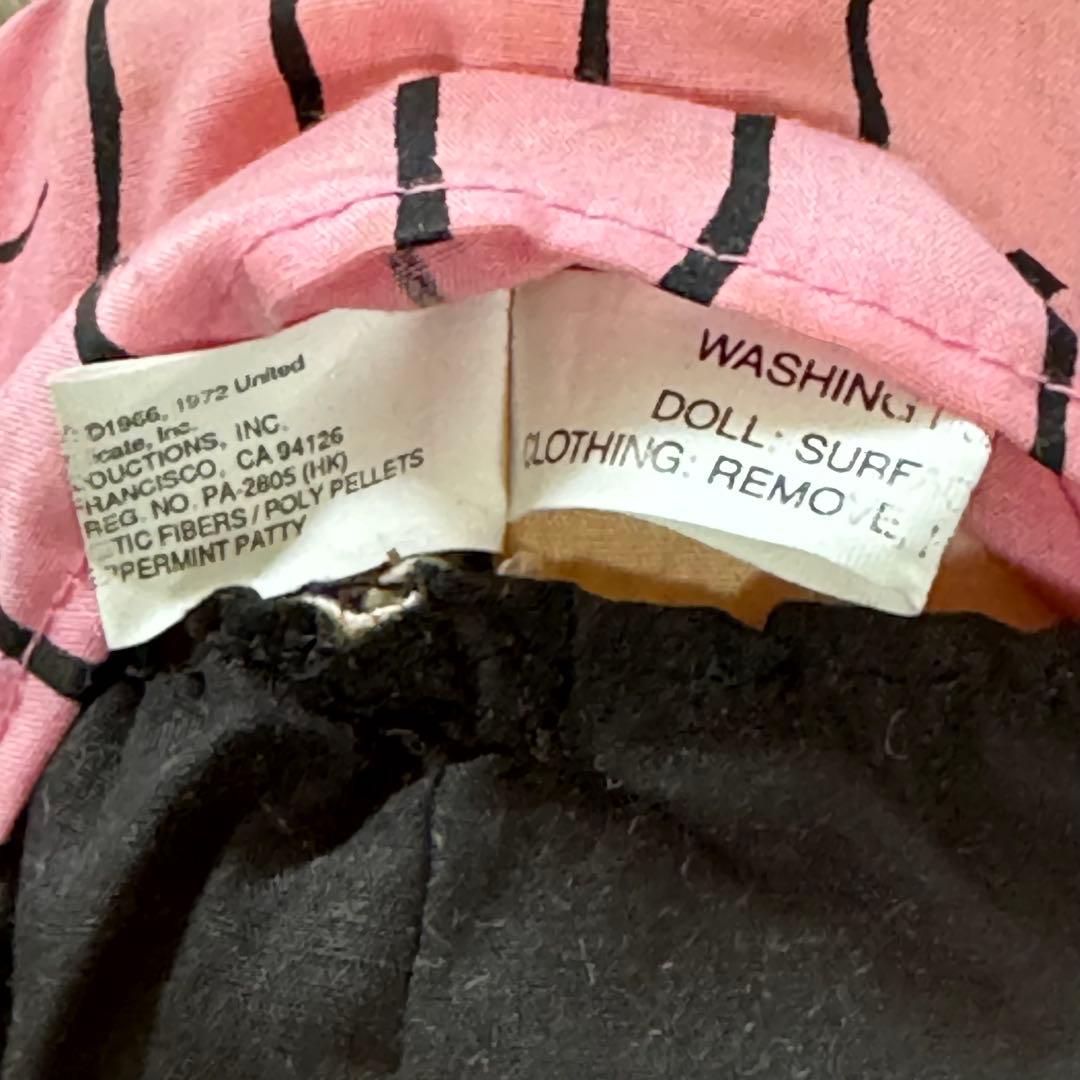 ©1966, 1972 United
icate, Inc.
ODUCTIONS, INC.
RANCISCO, CA 94126
REG. NO. PA-2805 (HK)
TIC FIBERS/POLY PELLETS
PPERMINT PATTY
WASHING
DOLL: SURF
CLOTHING: REMOVE,